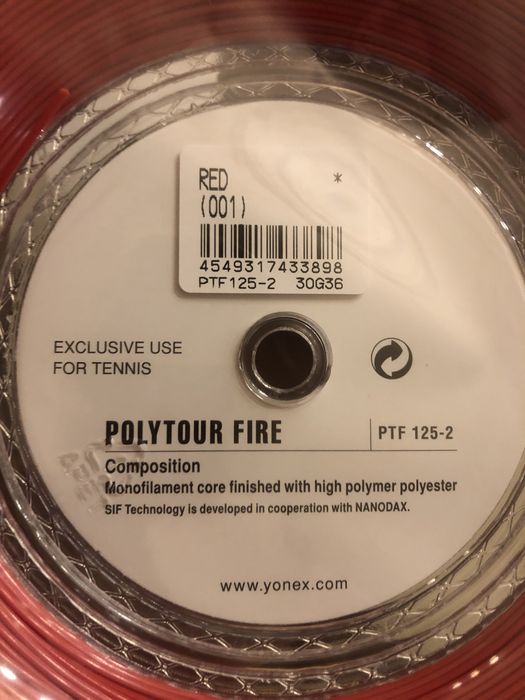 RED *
(001)
4549317433898
PTF125-2 30G36
EXCLUSIVE USE
FOR TENNIS
POLYTOUR FIRE PTF 125-2
Composition
Monofilament core finished with high polymer polyester
SIF Technology is developed in cooperation with NANODAX.
www.yonex.com